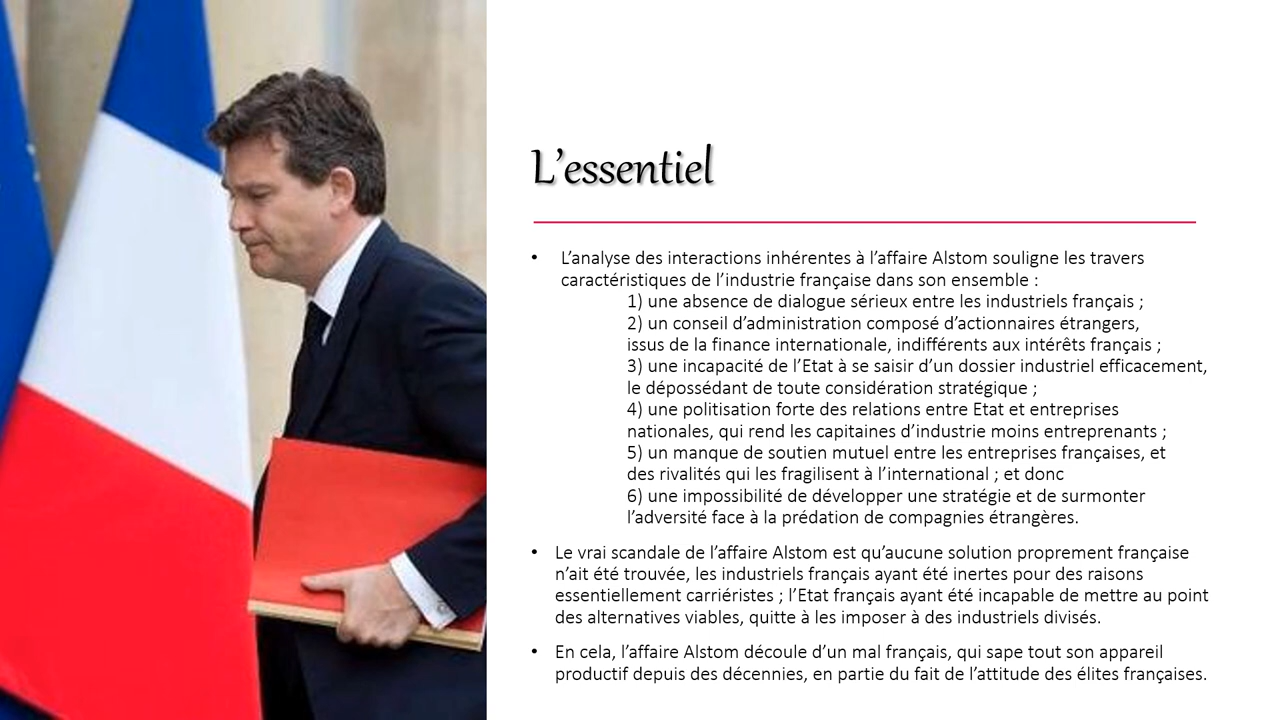 L’essentiel
• L’analyse des interactions inhérentes à l’affaire Alstom souligne les travers
caractéristiques de l’industrie française dans son ensemble :
1) une absence de dialogue sérieux entre les industriels français ;
2) un conseil d’administration composé d’actionnaires étrangers,
issus de la finance internationale, indifférents aux intérêts français ;
3) une incapacité de l’Etat à se saisir d’un dossier industriel efficacement,
le dépossédant de toute considération stratégique ;
4) une politisation forte des relations entre Etat et entreprises
nationales, qui rend les capitaines d’industrie moins entreprenants ;
5) un manque de soutien mutuel entre les entreprises françaises, et
des rivalités qui les fragilisent à l’international ; et donc
6) une impossibilité de développer une stratégie et de surmonter
l’adversité face à la prédation de compagnies étrangères.
• Le vrai scandale de l’affaire Alstom est qu’aucune solution proprement française
n’ait été trouvée, les industriels français ayant été inertes pour des raisons
essentiellement carriéristes ; l’Etat français ayant été incapable de mettre au point
des alternatives viables, quitte à les imposer à des industriels divisés.
• En cela, l’affaire Alstom découle d’un mal français, qui sape tout son appareil
productif depuis des décennies, en partie du fait de l’attitude des élites françaises.